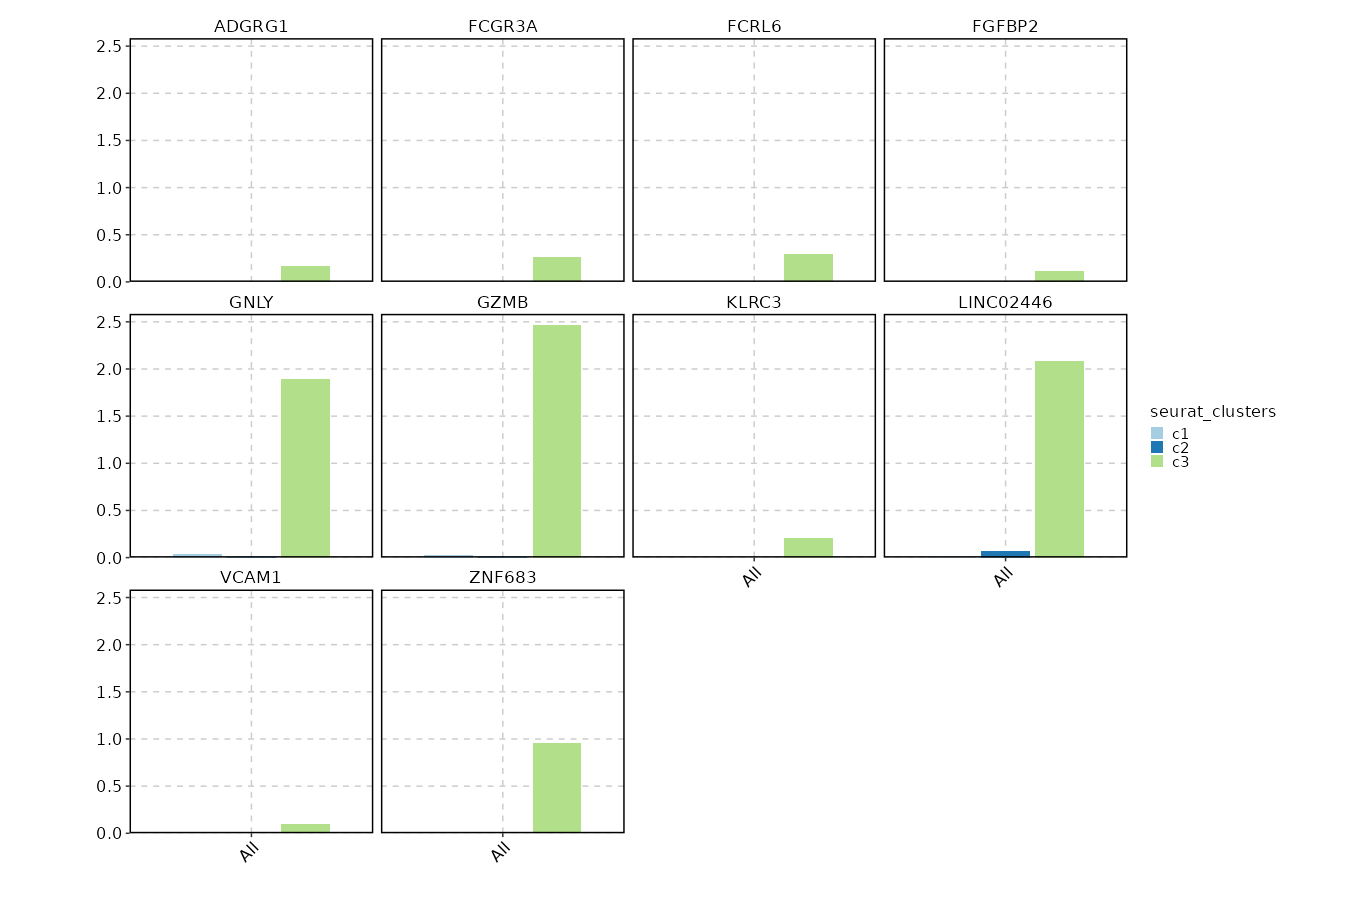 ADGRG1 FCGR3A FCRL6 FGFBP2
2.5
2.0
1.5
1.0
0.5
0.0
GNLY GZMB KLRC3 LINC02446
2.5
2.0
1.5
1.0
0.5
0.0
All All
seurat_clusters
c1
c2
c3
VCAM1 ZNF683
2.5
2.0
1.5
1.0
0.5
0.0
All All